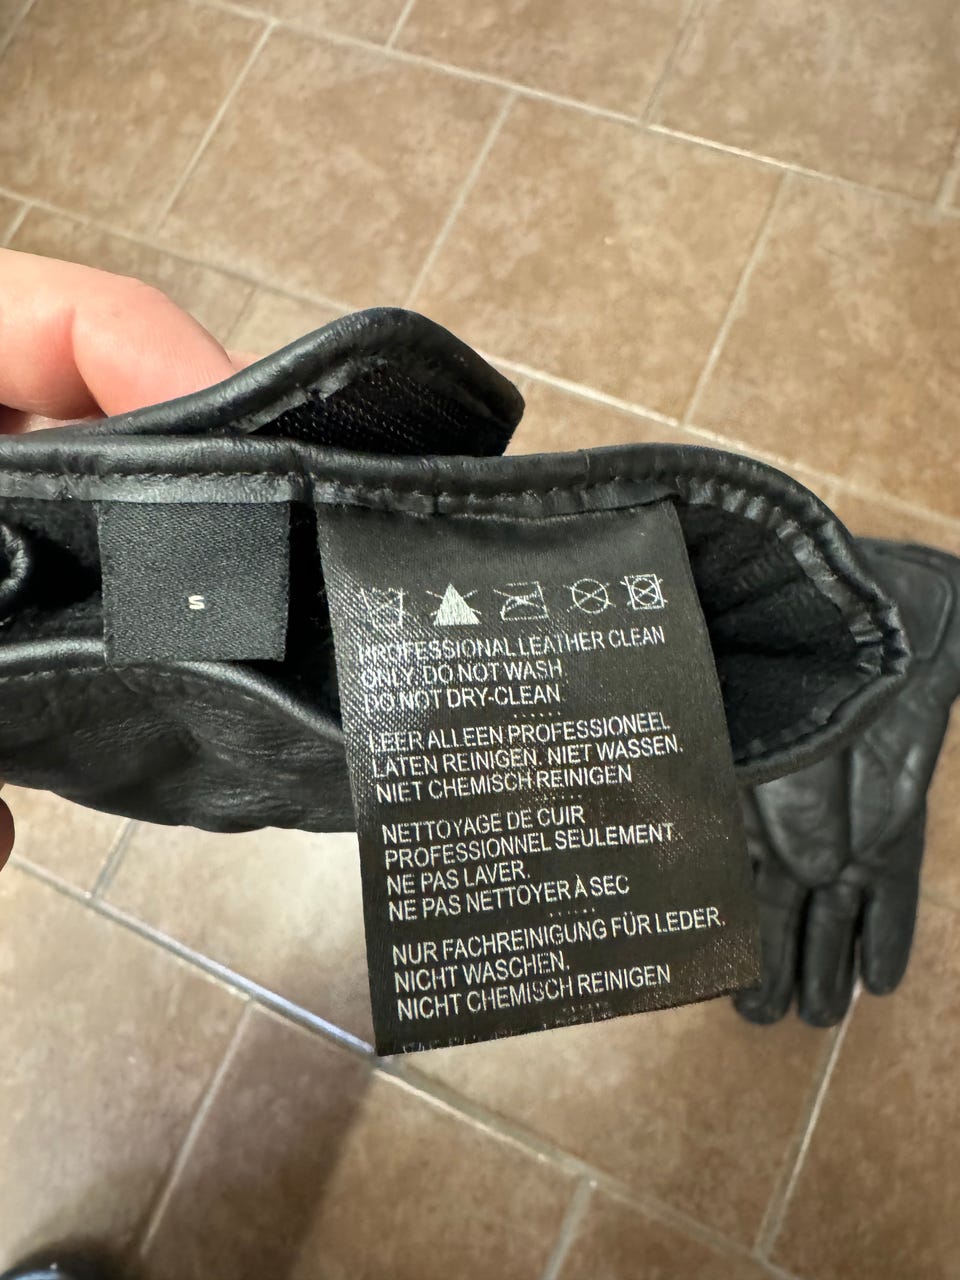 S
PROFESSIONAL LEATHER CLEAN
ONLY. DO NOT WASH
DO NOT DRY-CLEAN
......
LEER ALLEEN PROFESSIONEEL
LATEN REINIGEN. NIET WASSEN.
NIET CHEMISCH REINIGEN
......
NETTOYAGE DE CUIR
PROFESSIONNEL SEULEMENT.
NE PAS LAVER.
NE PAS NETTOYER À SEC
......
NUR FACHREINIGUNG FÜR LEDER.
NICHT WASCHEN.
NICHT CHEMISCH REINIGEN